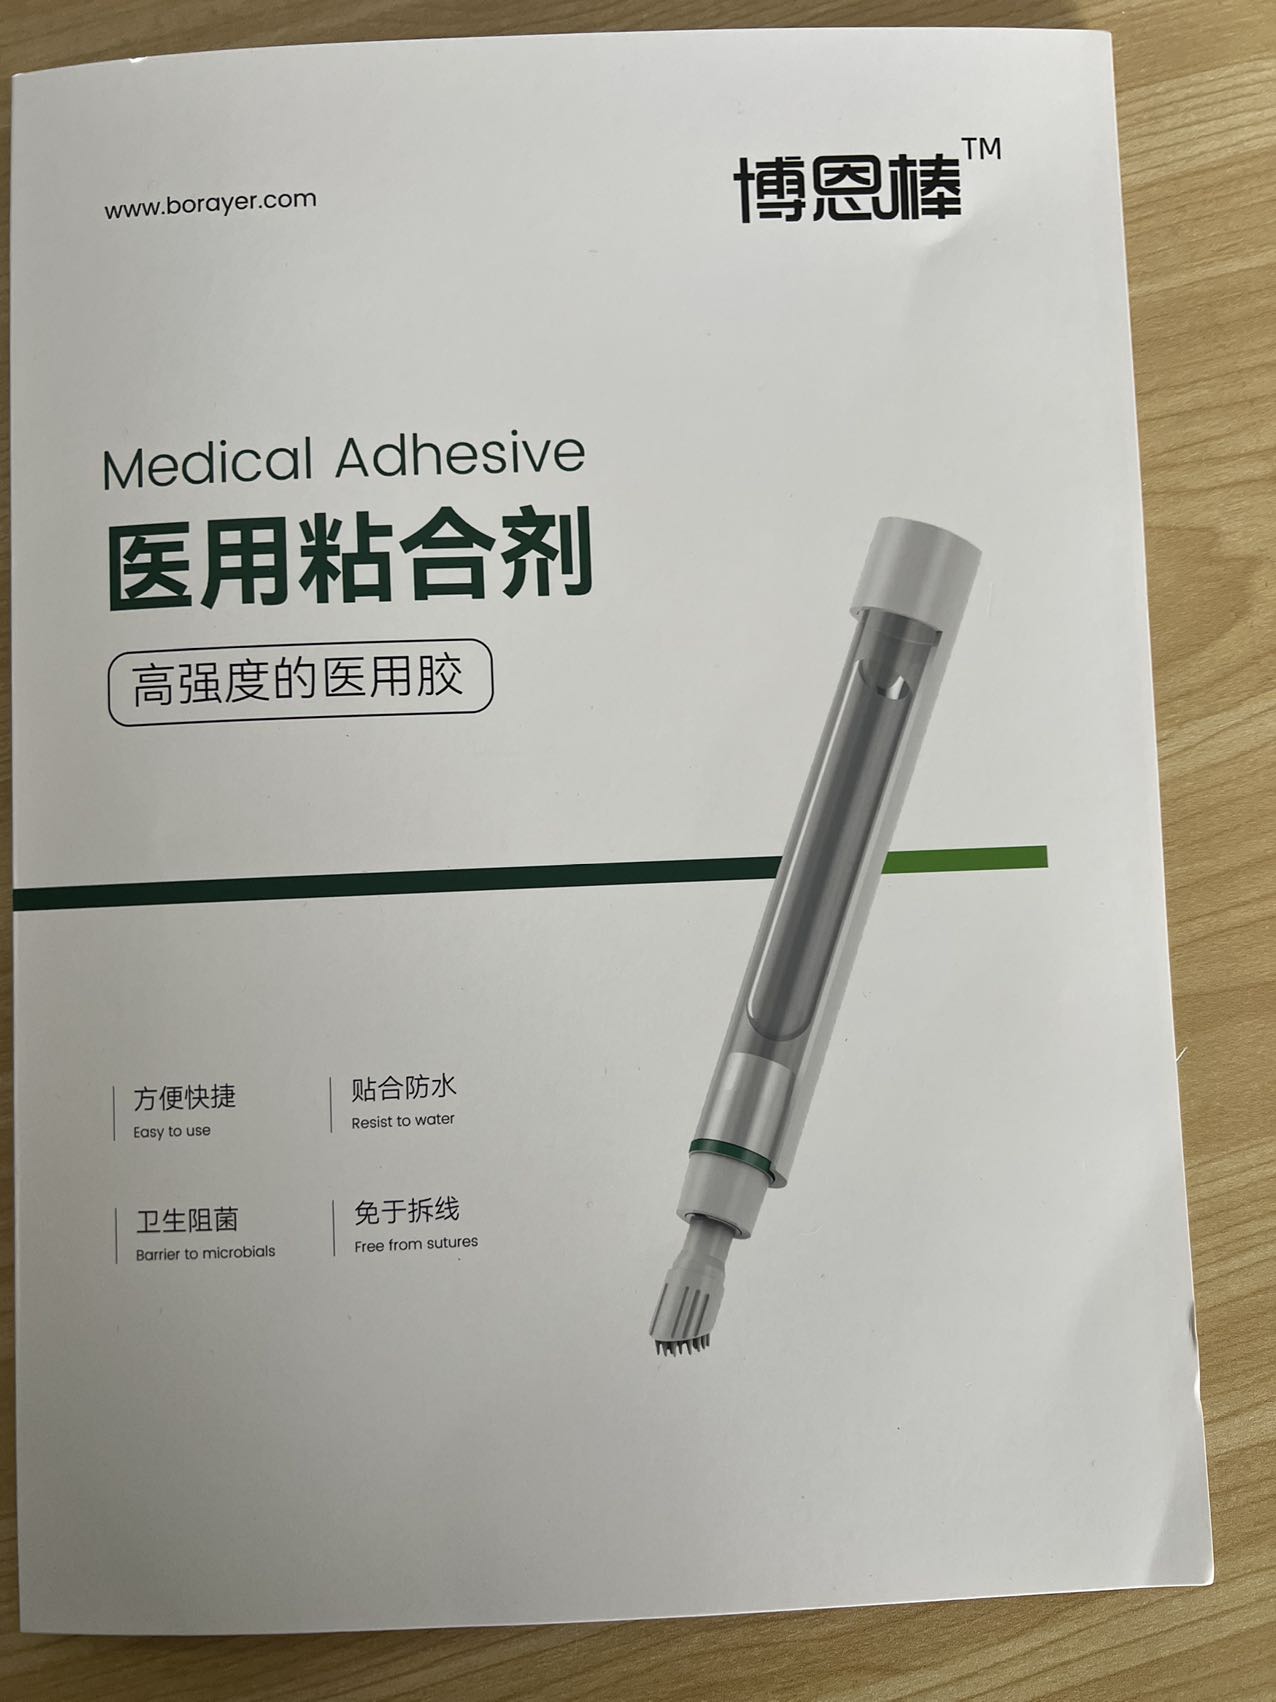 www.borayer.com
博恩棒™
Medical Adhesive
医用粘合剂
高强度的医用胶
方便快捷
Easy to use
贴合防水
Resist to water
卫生阻菌
Barrier to microbials
免于拆线
Free from sutures